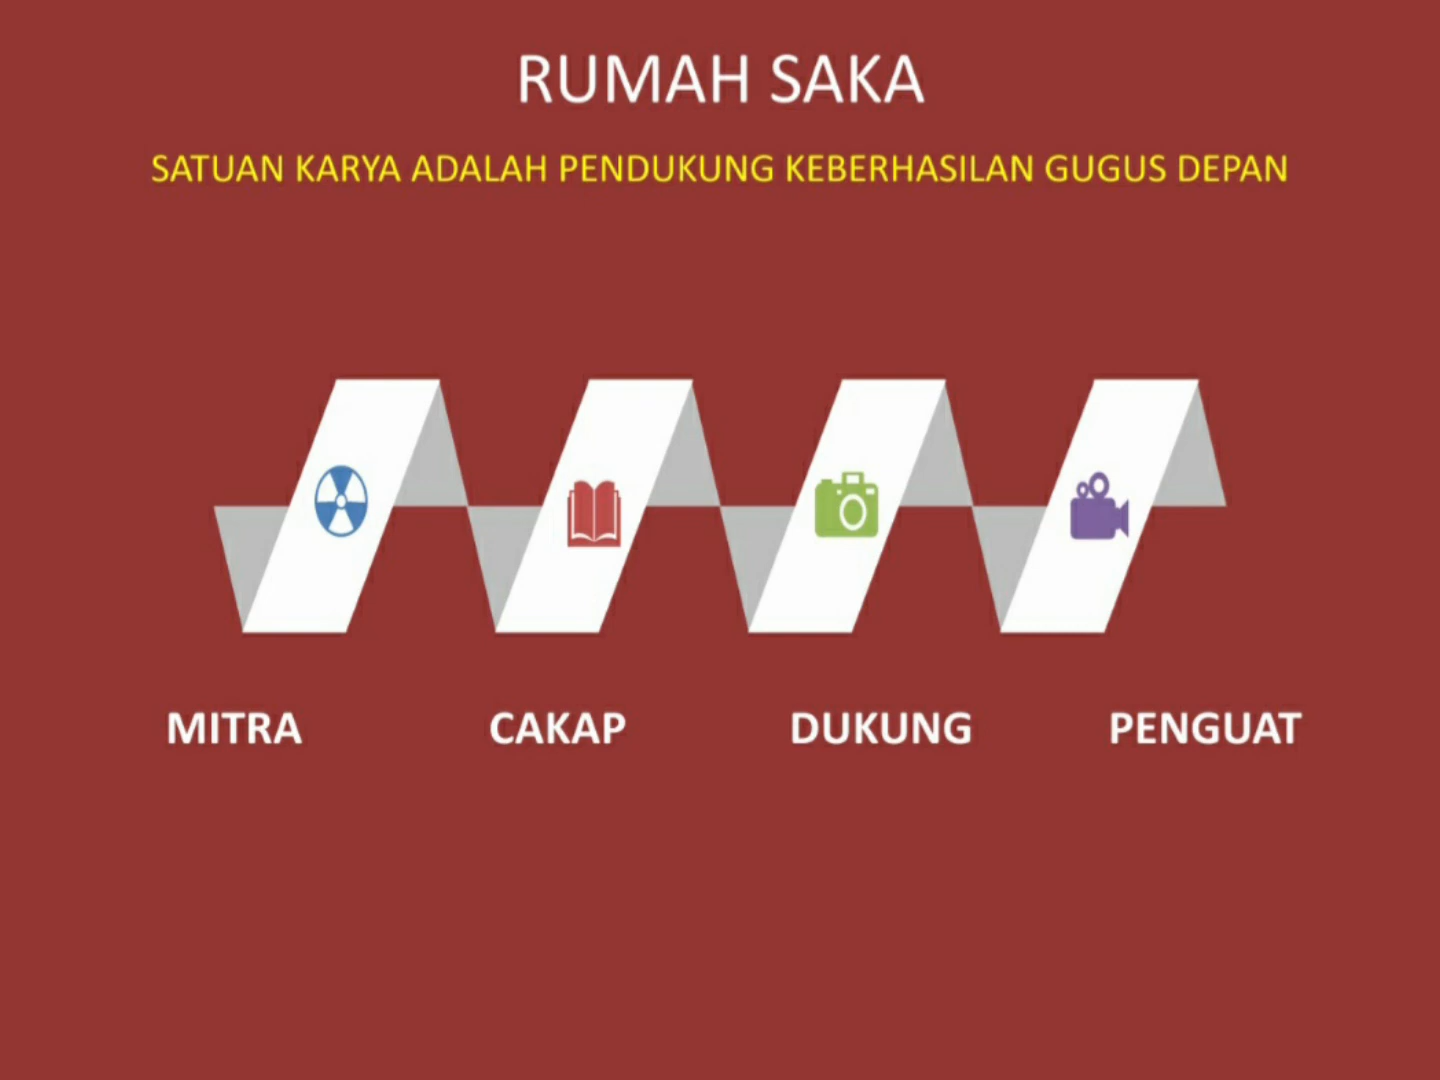 RUMAH SAKA
SATUAN KARYA ADALAH PENDUKUNG KEBERHASILAN GUGUS DEPAN
MITRA
CAKAP
DUKUNG
PENGUAT